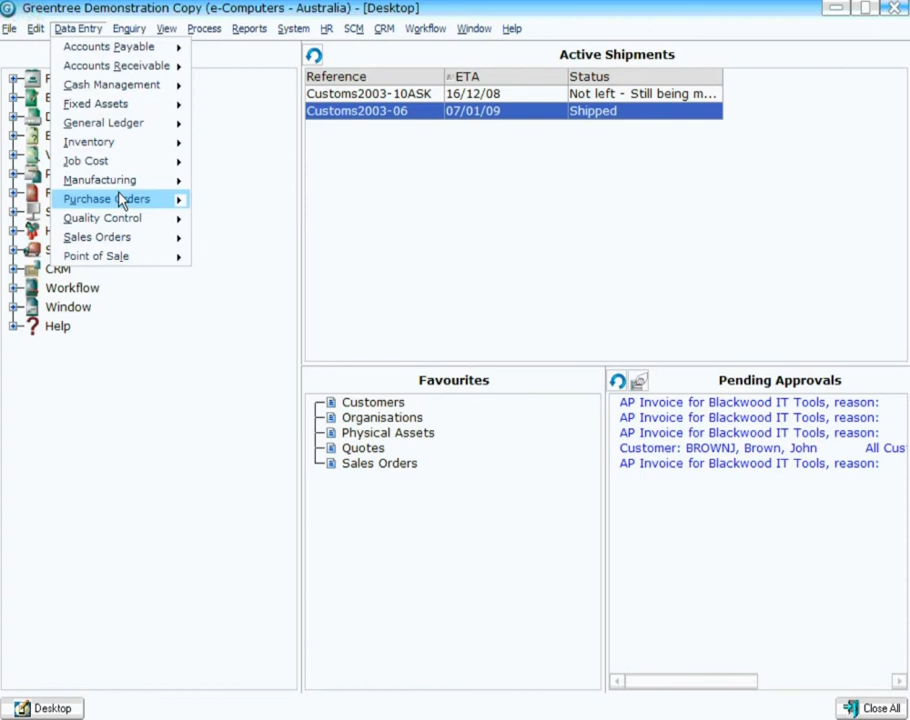 Greentree Demonstration Copy (e-Computers - Australia) - [Desktop]
File Edit Data Entry Enquiry View Process Reports System HR SCM CRM Workflow Window Help
Accounts Payable
Accounts Receivable
Cash Management
Fixed Assets
General Ledger
Inventory
Job Cost
Manufacturing
Purchase Orders
Quality Control
Sales Orders
Point of Sale
CRM
Workflow
Window
Help
Active Shipments
Reference ETA Status
Customs2003-10ASK 16/12/08 Not left - Still being m...
Customs2003-06 07/01/09 Shipped
Favourites
Customers
Organisations
Physical Assets
Quotes
Sales Orders
Pending Approvals
AP Invoice for Blackwood IT Tools, reason:
AP Invoice for Blackwood IT Tools, reason:
AP Invoice for Blackwood IT Tools, reason:
Customer: BROWNJ, Brown, John All Cus
AP Invoice for Blackwood IT Tools, reason:
Desktop
Close All